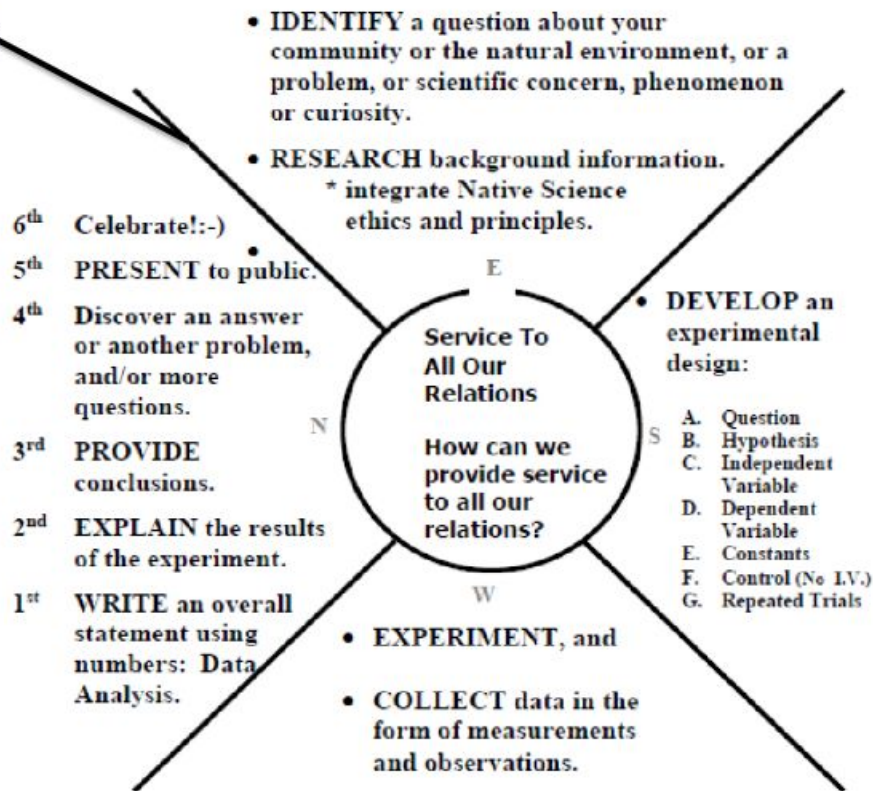 • IDENTIFY a question about your
community or the natural environment, or a
problem, or scientific concern, phenomenon
or curiosity.
• RESEARCH background information.
* integrate Native Science
ethics and principles.
E
• DEVELOP an
experimental
design:
A. Question
B. Hypothesis
C. Independent
Variable
D. Dependent
Variable
E. Constants
F. Control (No I.V.)
G. Repeated Trials
S
Service To
All Our
Relations
How can we
provide service
to all our
relations?
W
• EXPERIMENT, and
• COLLECT data in the
form of measurements
and observations.
N
6th Celebrate!:-)
•
5th PRESENT to public.
4th Discover an answer
or another problem,
and/or more
questions.
3rd PROVIDE
conclusions.
2nd EXPLAIN the results
of the experiment.
1st WRITE an overall
statement using
numbers: Data
Analysis.